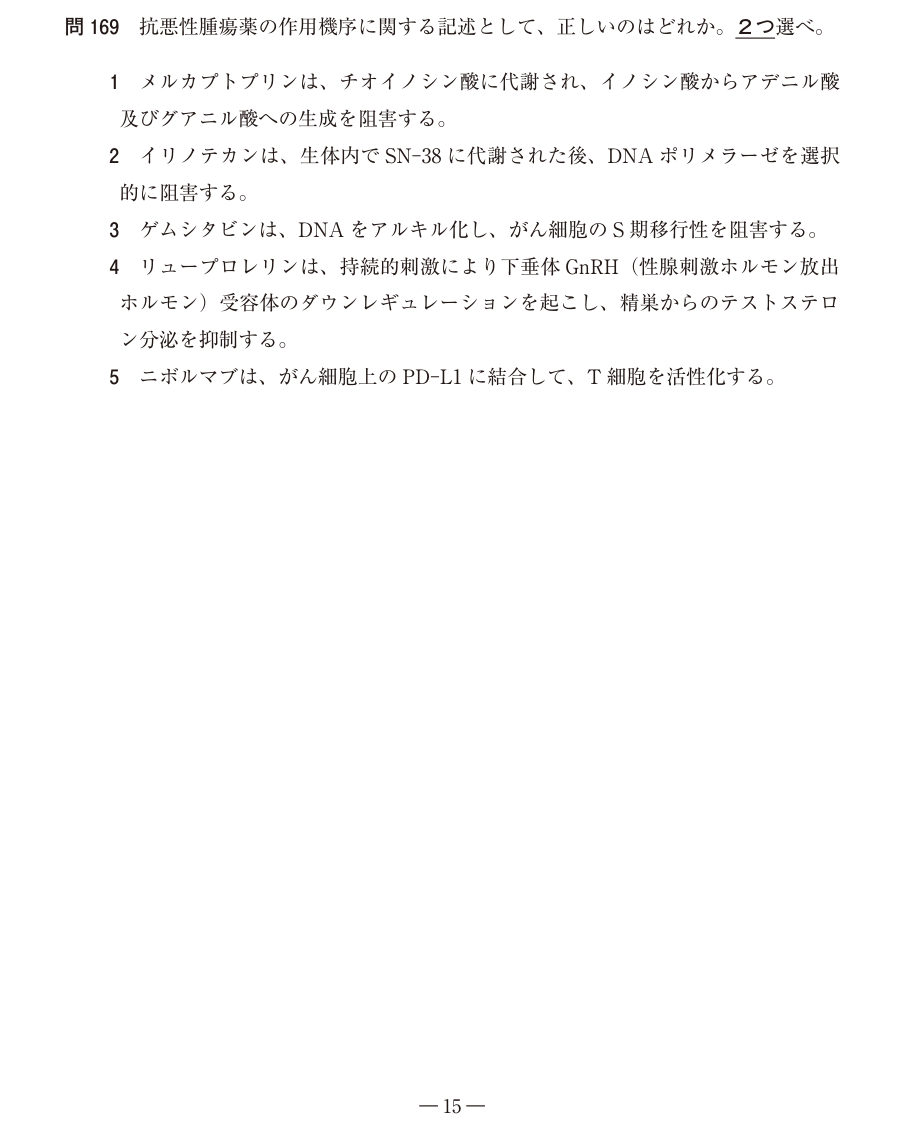 問 169　抗悪性腫瘍薬の作用機序に関する記述として、正しいのはどれか。２つ選べ。
1　メルカプトプリンは、チオイノシン酸に代謝され、イノシン酸からアデニル酸
及びグアニル酸への生成を阻害する。
2　イリノテカンは、生体内で SN-38 に代謝された後、DNA ポリメラーゼを選択
的に阻害する。
3　ゲムシタビンは、DNA をアルキル化し、がん細胞の S 期移行性を阻害する。
4　リュープロレリンは、持続的刺激により下垂体 GnRH（性腺刺激ホルモン放出
ホルモン）受容体のダウンレギュレーションを起こし、精巣からのテストステロ
ン分泌を抑制する。
5　ニボルマブは、がん細胞上の PD-L1 に結合して、T 細胞を活性化する。
― 15 ―